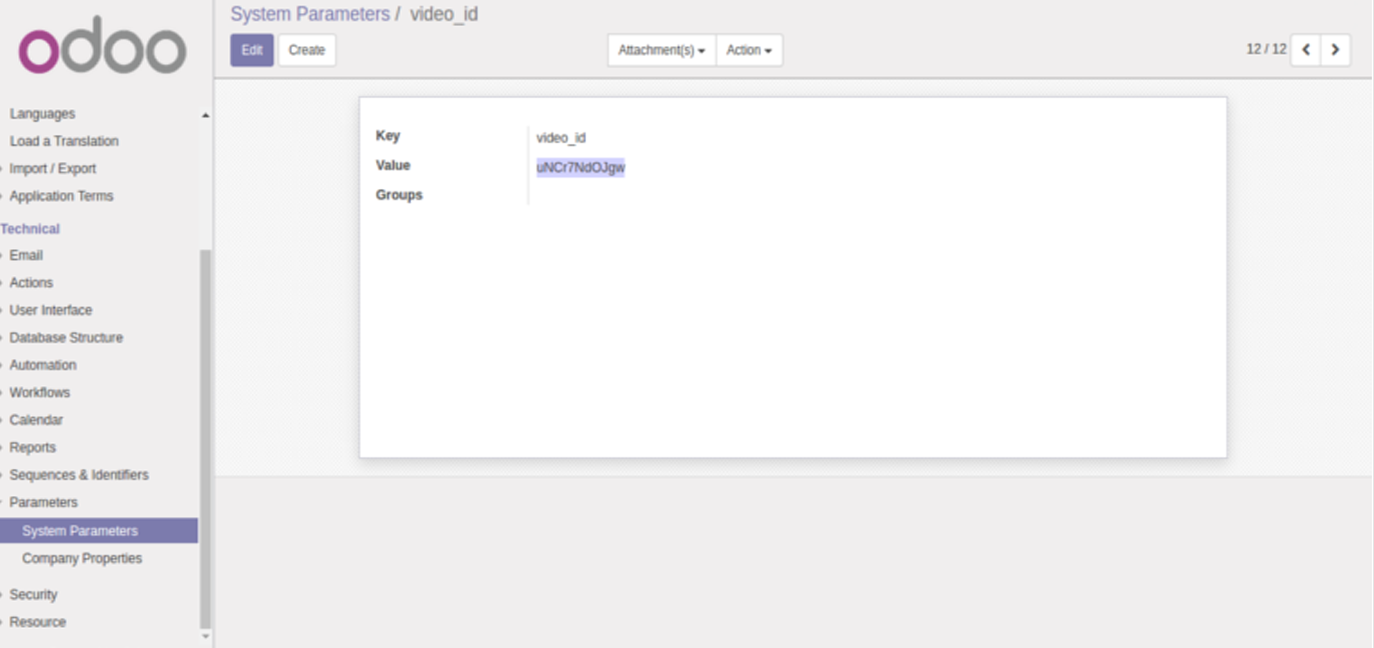 odoo
System Parameters / video_id
Edit Create Attachment(s) Action 12 / 12
Languages
Load a Translation
Import / Export
Application Terms
Technical
Email
Actions
User Interface
Database Structure
Automation
Workflows
Calendar
Reports
Sequences & Identifiers
Parameters
System Parameters
Company Properties
Security
Resource
Key video_id
Value uNCr7NdOJgw
Groups